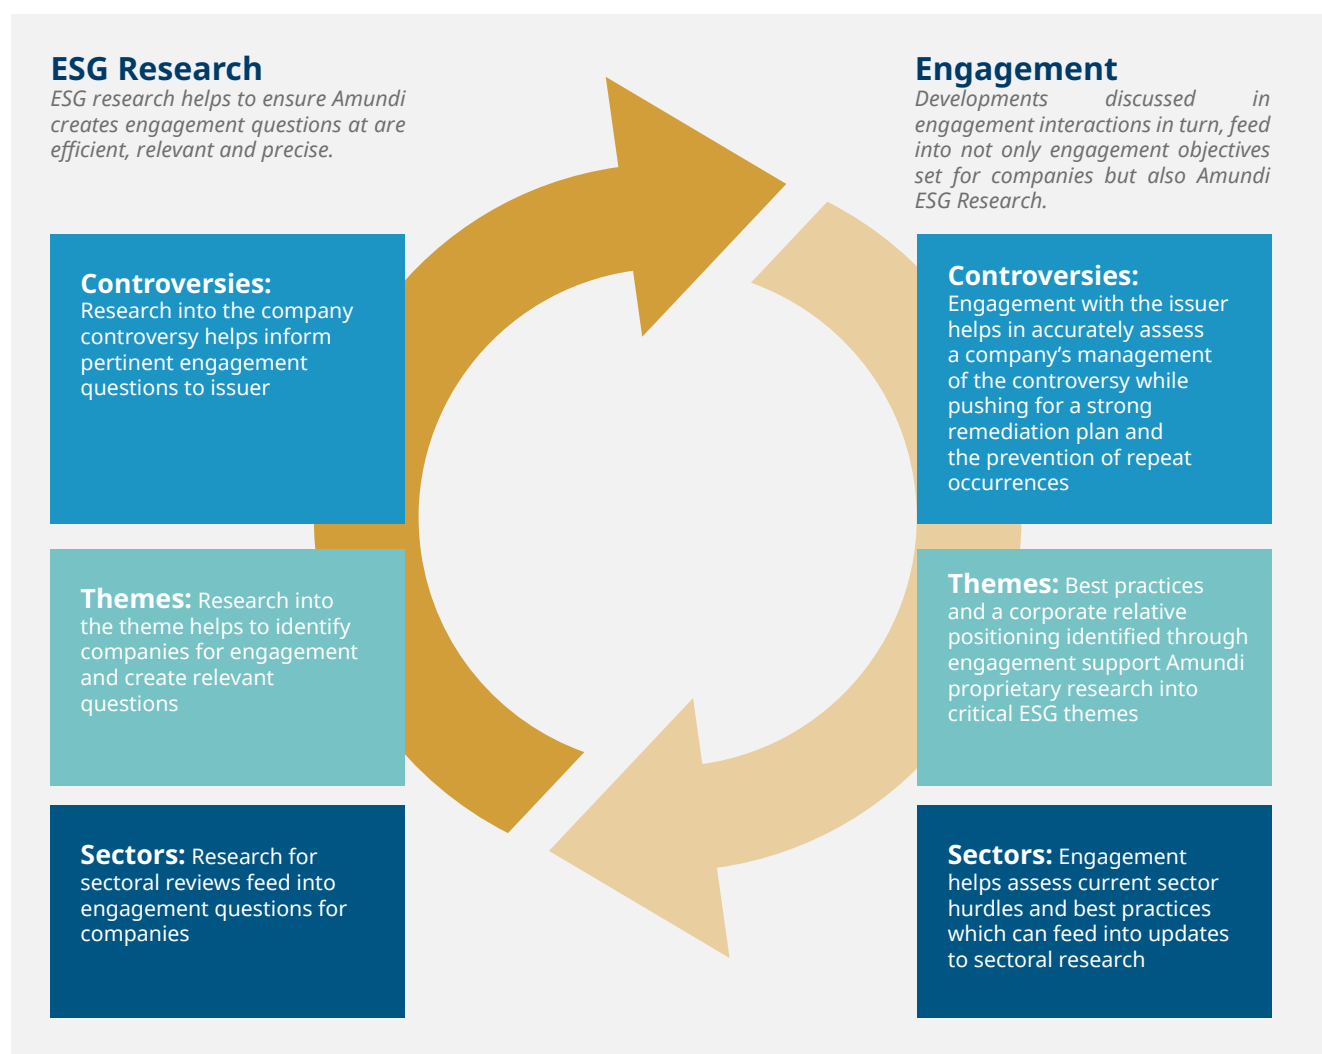 ESG Research
ESG research helps to ensure Amundi
creates engagement questions at are
efficient, relevant and precise.
Controversies:
Research into the company
controversy helps inform
pertinent engagement
questions to issuer
Themes: Research into
the theme helps to identify
companies for engagement
and create relevant
questions
Sectors: Research for
sectoral reviews feed into
engagement questions for
companies
Engagement
Developments discussed in
engagement interactions in turn, feed
into not only engagement objectives
set for companies but also Amundi
ESG Research.
Controversies:
Engagement with the issuer
helps in accurately assess
a company’s management
of the controversy while
pushing for a strong
remediation plan and
the prevention of repeat
occurrences
Themes: Best practices
and a corporate relative
positioning identified through
engagement support Amundi
proprietary research into
critical ESG themes
Sectors: Engagement
helps assess current sector
hurdles and best practices
which can feed into updates
to sectoral research